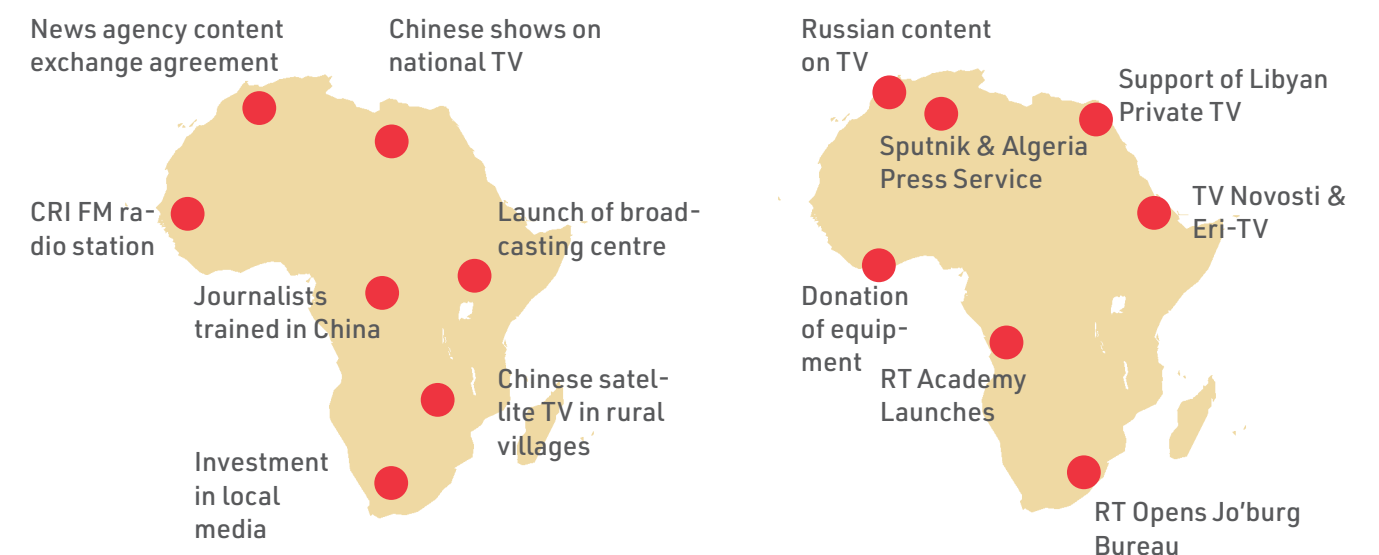 News agency content
exchange agreement
Chinese shows on
national TV
CRI FM ra-
dio station
Launch of broad-
casting centre
Journalists
trained in China
Chinese satel-
lite TV in rural
villages
Investment
in local
media
Russian content
on TV
Support of Libyan
Private TV
Sputnik & Algeria
Press Service
TV Novosti &
Eri-TV
Donation
of equip-
ment
RT Academy
Launches
RT Opens Jo'burg
Bureau